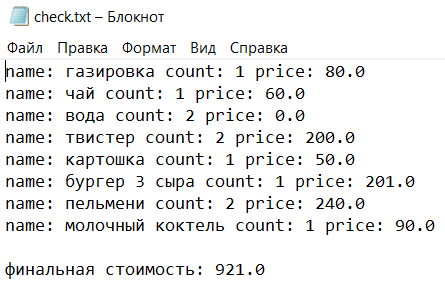 check.txt – Блокнот
Файл Правка Формат Вид Справка
name: газировка count: 1 price: 80.0
name: чай count: 1 price: 60.0
name: вода count: 2 price: 0.0
name: твистер count: 2 price: 200.0
name: картошка count: 1 price: 50.0
name: бургер 3 сыра count: 1 price: 201.0
name: пельмени count: 2 price: 240.0
name: молочный коктель count: 1 price: 90.0
финальная стоимость: 921.0